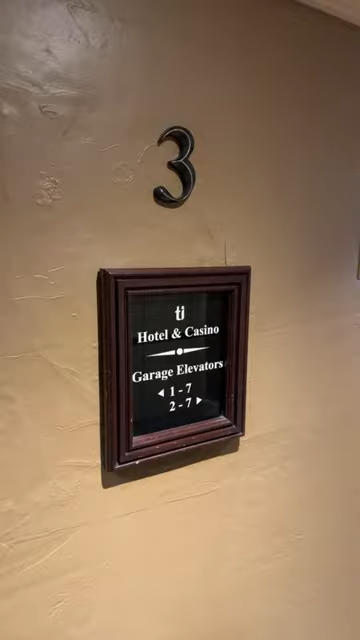 3
ti
Hotel & Casino
Garage Elevators
◀ 1 - 7
2 - 7 ▶